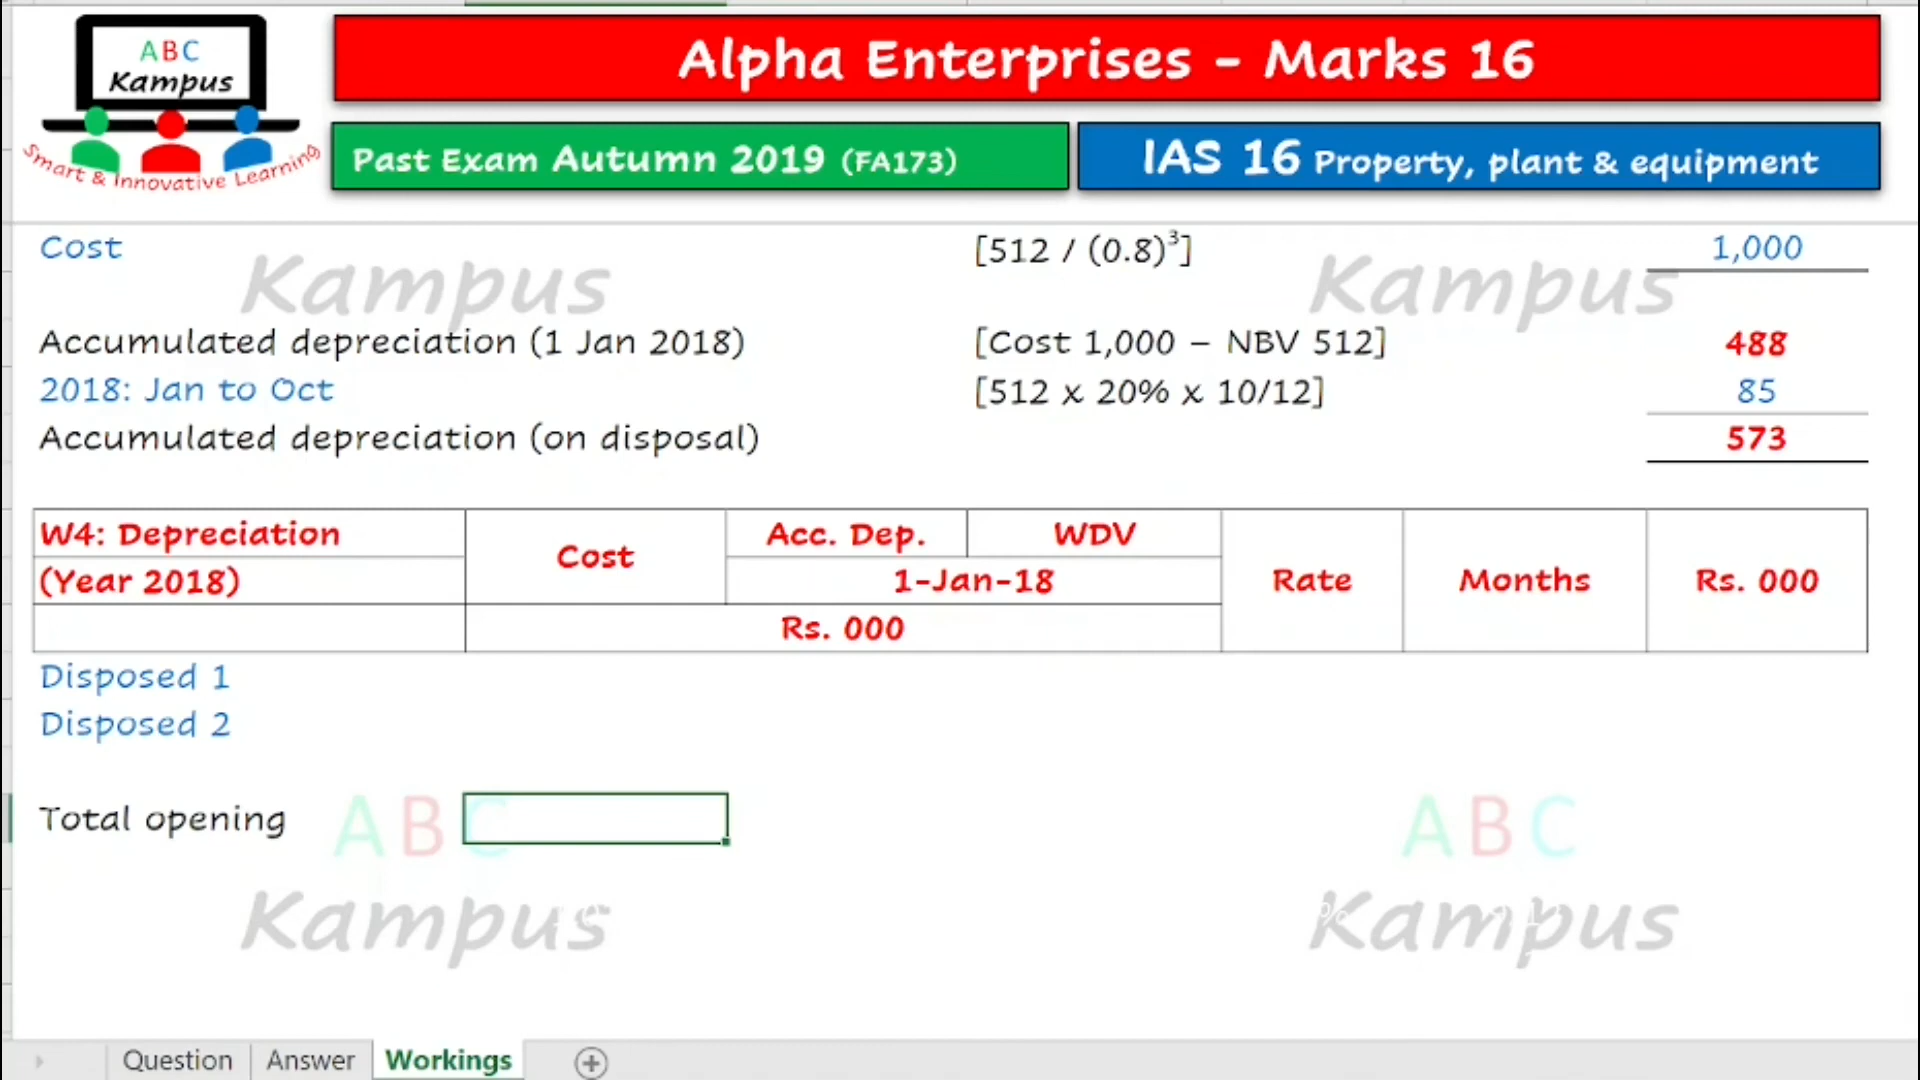 ABC
Kampus
Smart & Innovative Learning
Alpha Enterprises - Marks 16
Past Exam Autumn 2019 (FA173)
IAS 16 Property, plant & equipment
Cost [512 / (0.8)³] 1,000
Kampus Kampus
Accumulated depreciation (1 Jan 2018) [Cost 1,000 – NBV 512] 488
2018: Jan to Oct [512 x 20% x 10/12] 85
Accumulated depreciation (on disposal) 573
W4: Depreciation Cost Acc. Dep. WDV
(Year 2018) 1-Jan-18 Rate Months Rs. 000
Rs. 000
Disposed 1
Disposed 2
Total opening
ABC ABC
Kampus Kampus
Question Answer Workings